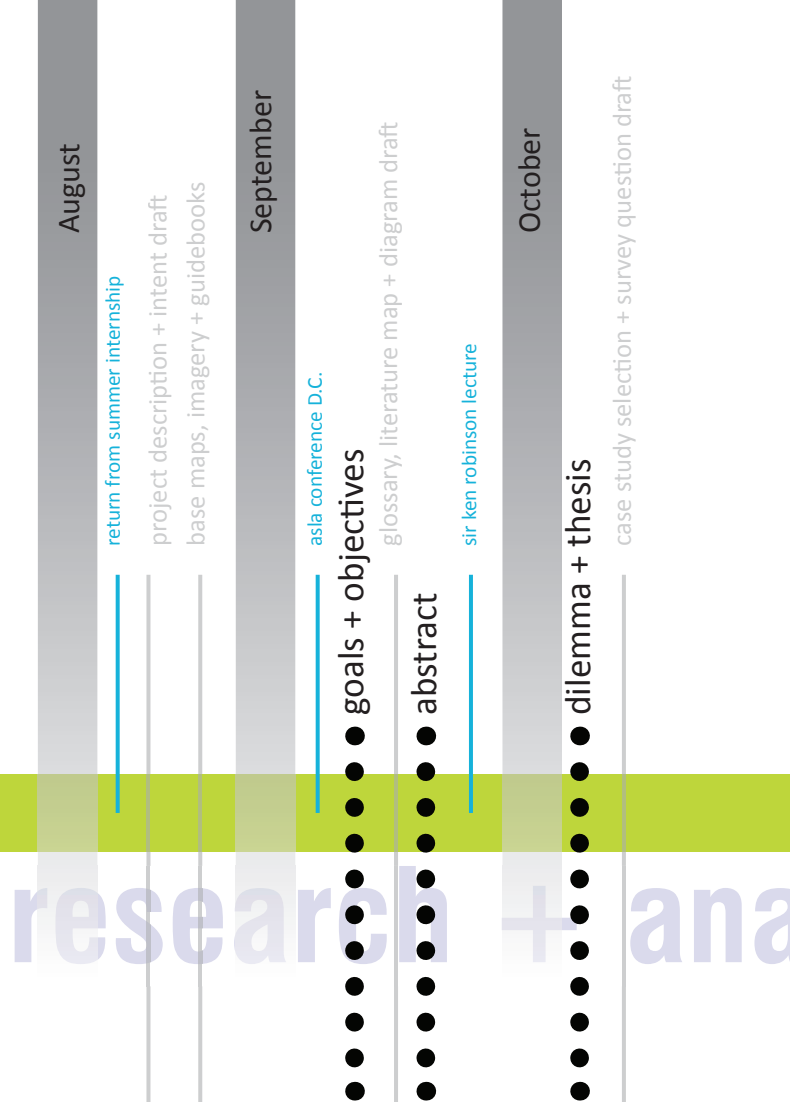 August
return from summer internship
project description + intent draft
base maps, imagery + guidebooks
September
asla conference D.C.
goals + objectives
glossary, literature map + diagram draft
abstract
sir ken robinson lecture
October
dilemma + thesis
case study selection + survey question draft
research + ana